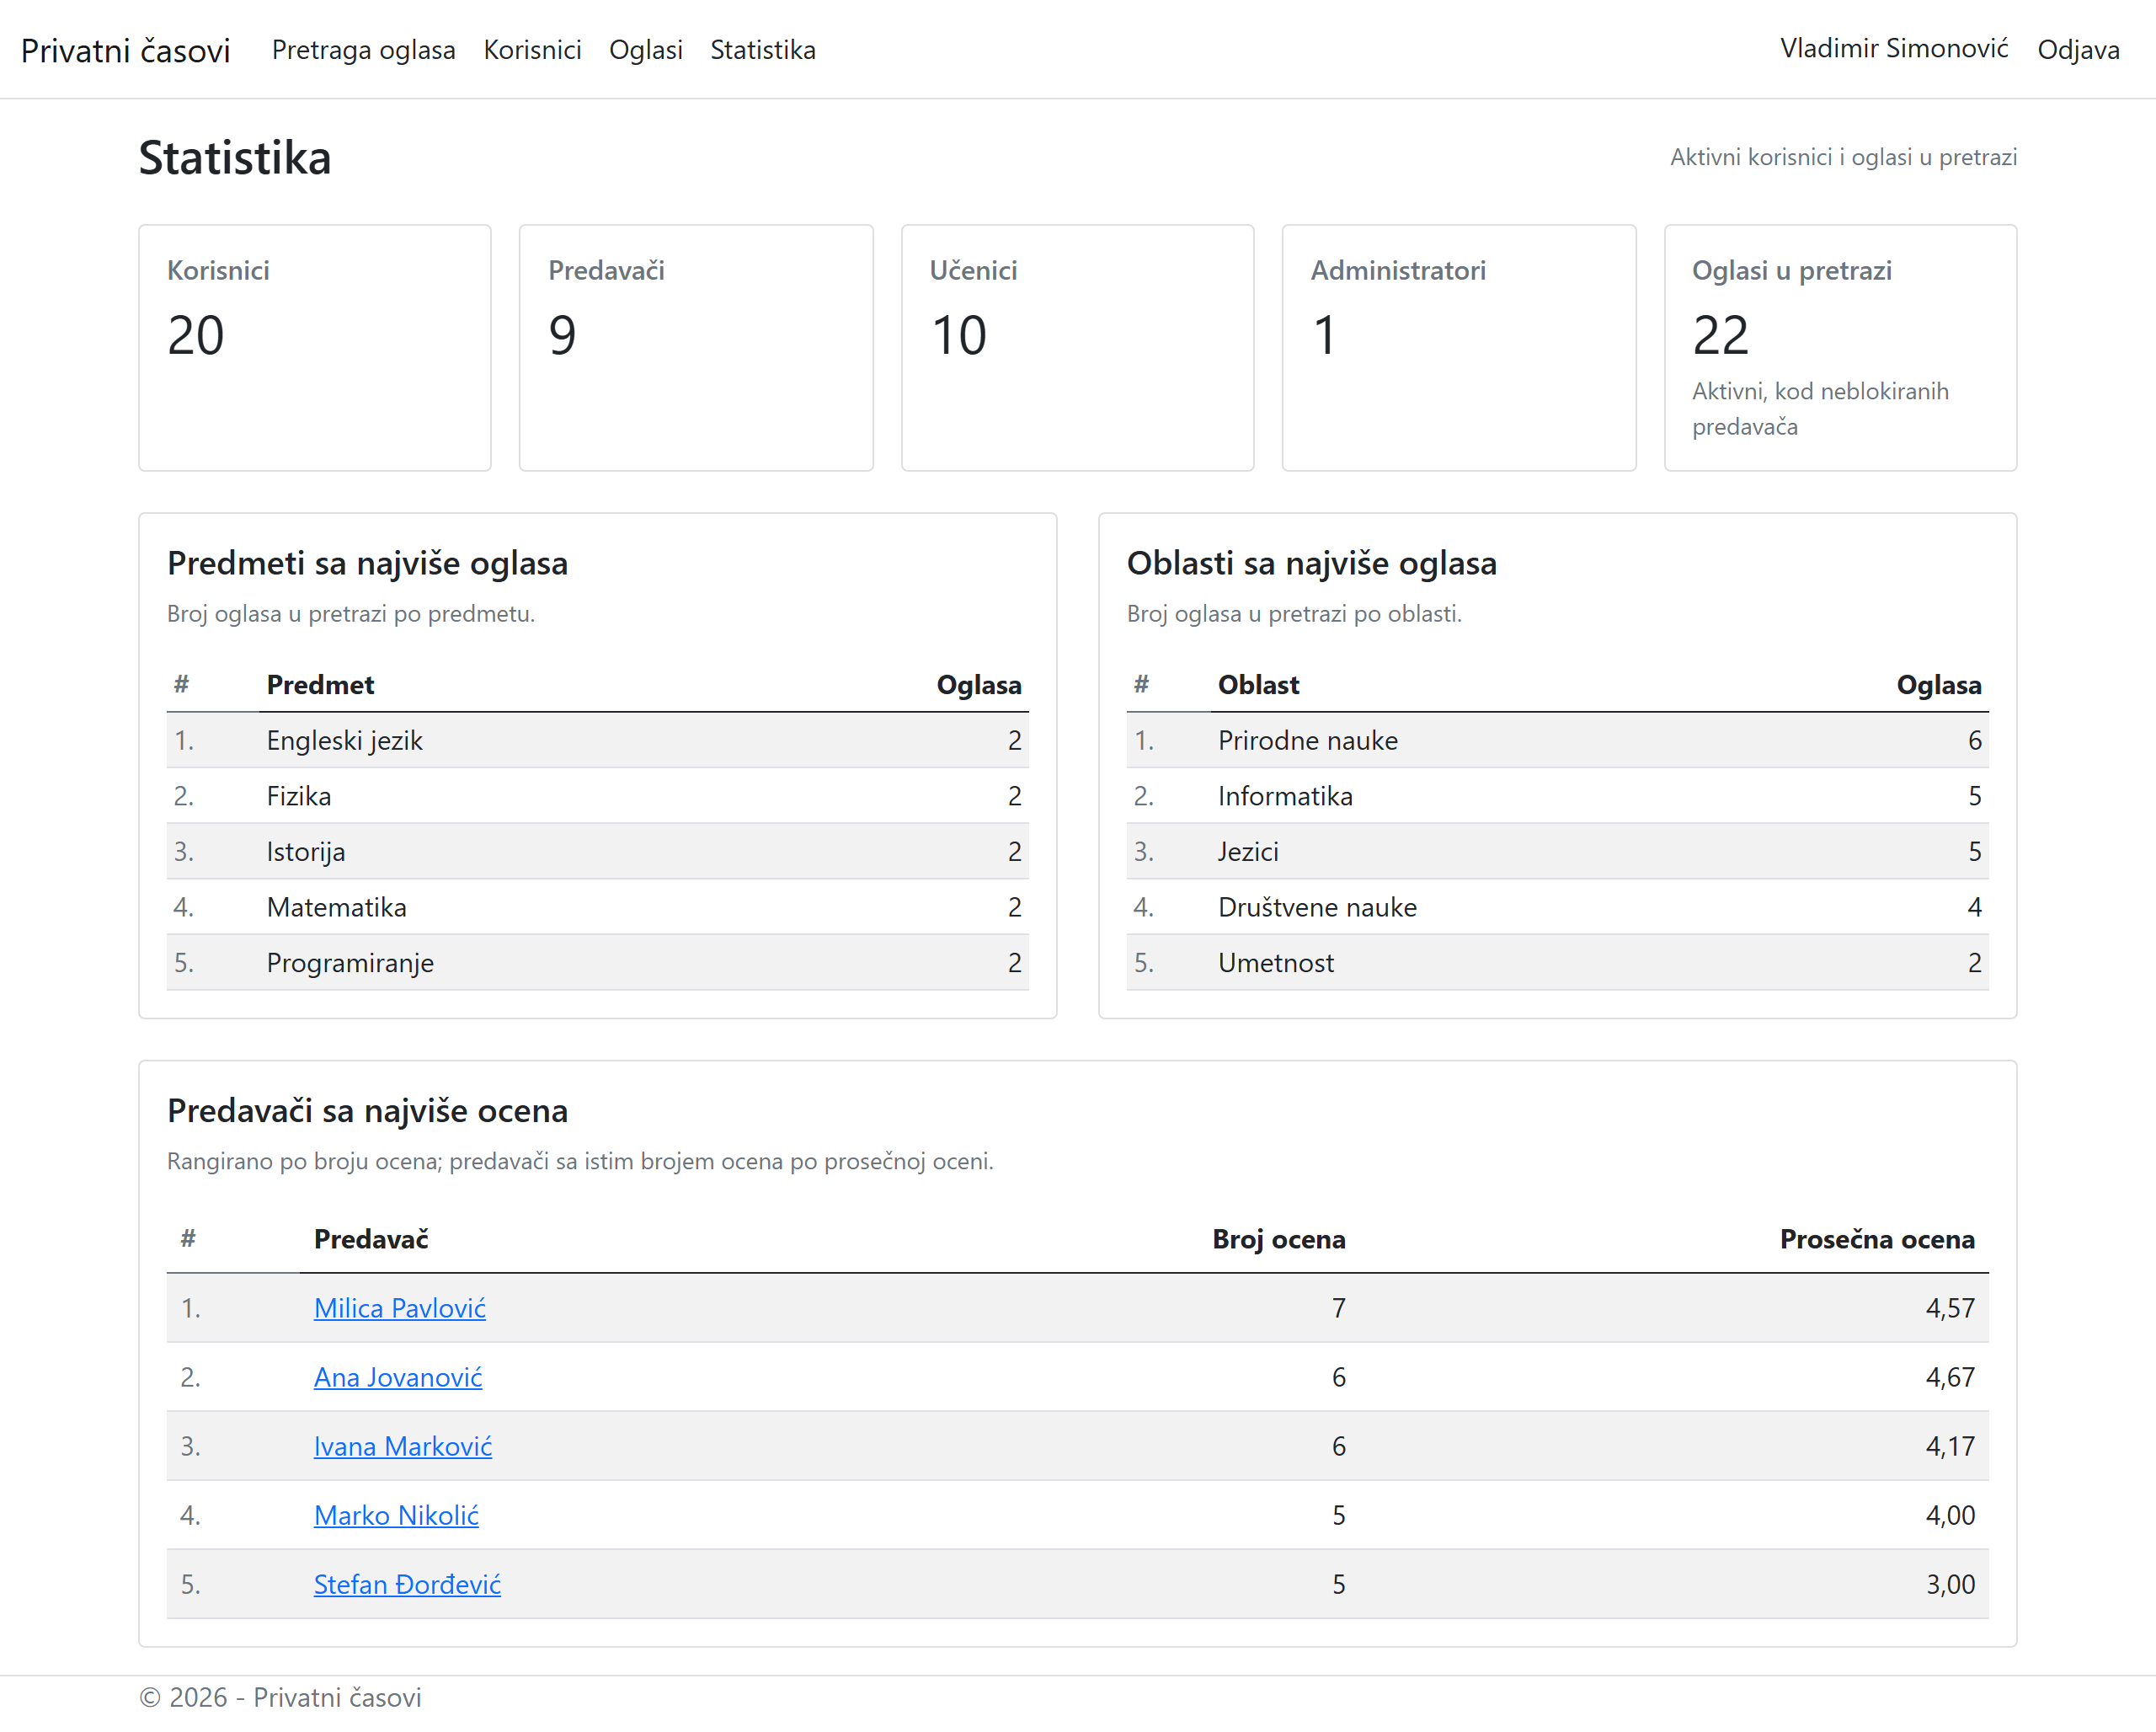 Privatni časovi Pretraga oglasa Korisnici Oglasi Statistika Vladimir Simonović Odjava
Statistika Aktivni korisnici i oglasi u pretrazi
Korisnici
20
Predavači
9
Učenici
10
Administratori
1
Oglasi u pretrazi
22
Aktivni, kod neblokiranih
predavača
Predmeti sa najviše oglasa
Broj oglasa u pretrazi po predmetu.
# Predmet Oglasa
1. Engleski jezik 2
2. Fizika 2
3. Istorija 2
4. Matematika 2
5. Programiranje 2
Oblasti sa najviše oglasa
Broj oglasa u pretrazi po oblasti.
# Oblast Oglasa
1. Prirodne nauke 6
2. Informatika 5
3. Jezici 5
4. Društvene nauke 4
5. Umetnost 2
Predavači sa najviše ocena
Rangirano po broju ocena; predavači sa istim brojem ocena po prosečnoj oceni.
# Predavač Broj ocena Prosečna ocena
1. Milica Pavlović 7 4,57
2. Ana Jovanović 6 4,67
3. Ivana Marković 6 4,17
4. Marko Nikolić 5 4,00
5. Stefan Đorđević 5 3,00
© 2026 - Privatni časovi